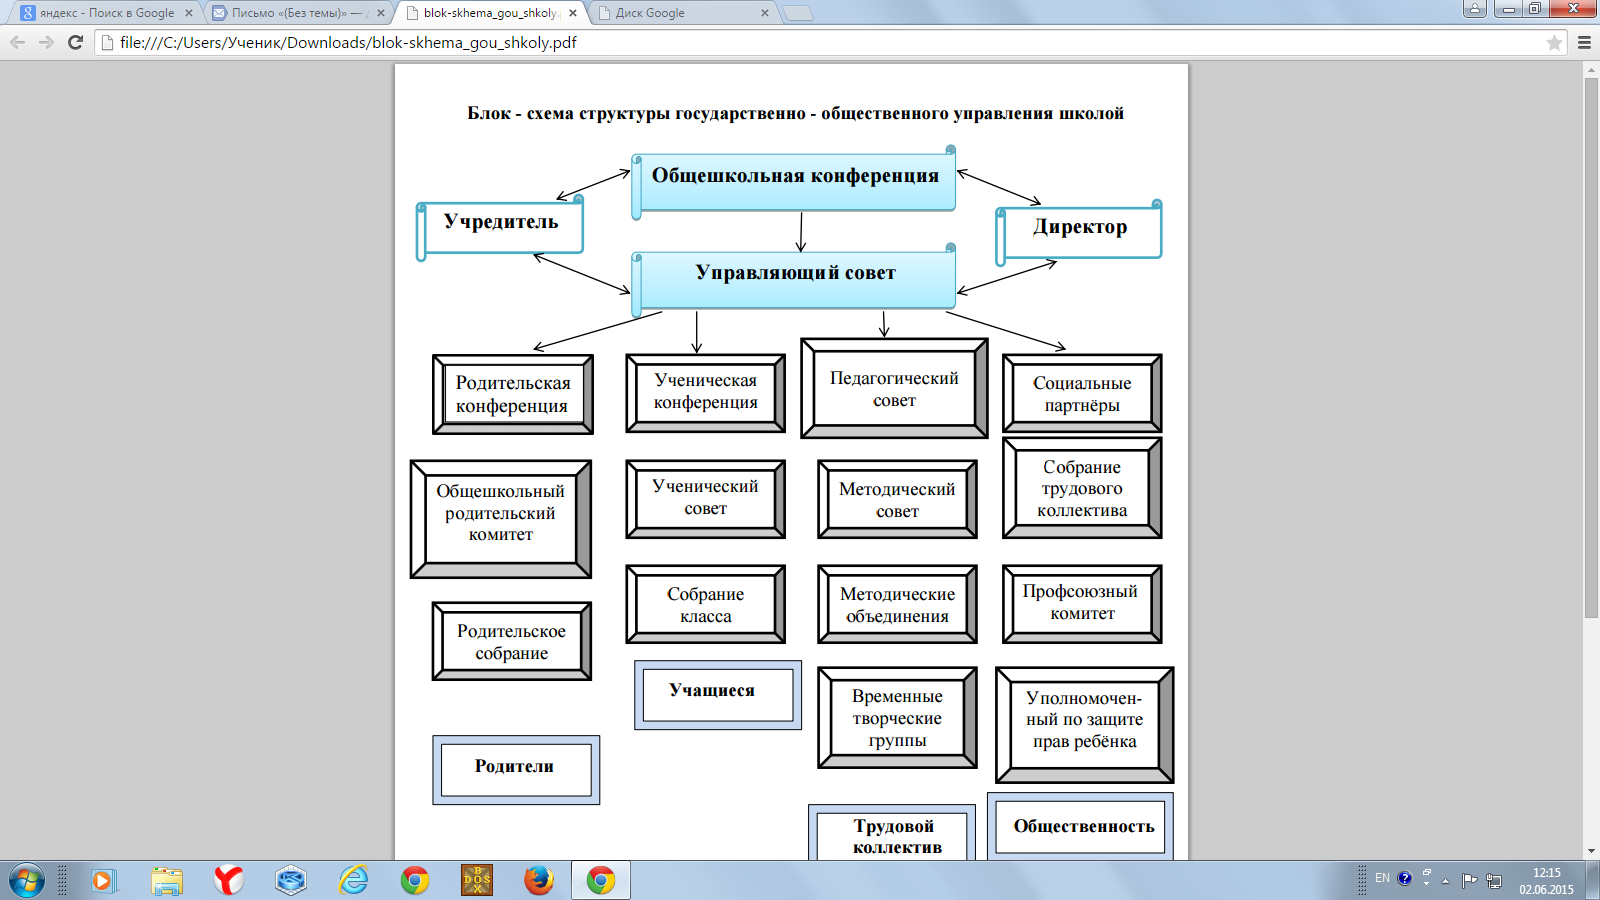 яндекс - Поиск в Google
Письмо «(Без темы)» —
blok-skhema_gou_shkoly.
Диск Google
file:///C:/Users/Ученик/Downloads/blok-skhema_gou_shkoly.pdf
Блок - схема структуры государственно - общественного управления школой
Общешкольная конференция
Учредитель
Директор
Управляющий совет
Родительская
конференция
Ученическая
конференция
Педагогический
совет
Социальные
партнёры
Общешкольный
родительский
комитет
Ученический
совет
Методический
совет
Собрание
трудового
коллектива
Родительское
собрание
Собрание
класса
Методические
объединения
Профсоюзный
комитет
Учащиеся
Временные
творческие
группы
Уполномочен-
ный по защите
прав ребёнка
Родители
Трудовой
коллектив
Общественность
DOS
BOX
EN
12:15
02.06.2015